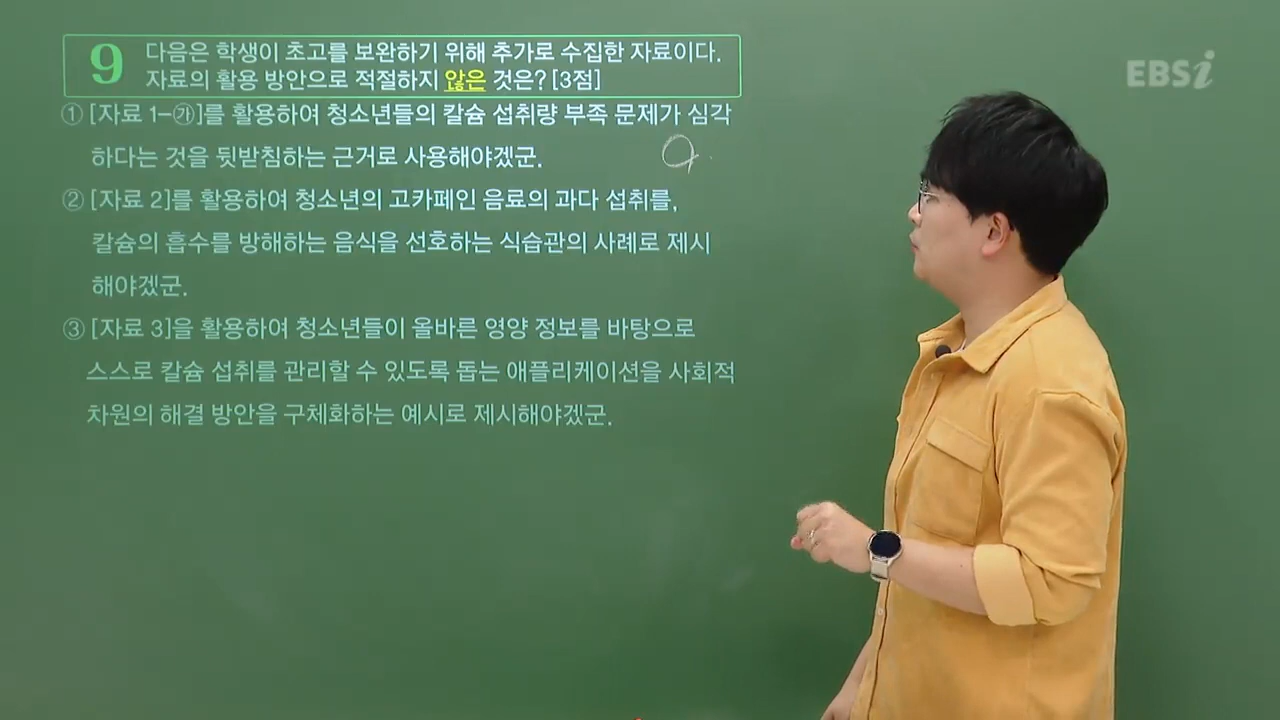 9 다음은 학생이 초고를 보완하기 위해 추가로 수집한 자료이다.
자료의 활용 방안으로 적절하지 않은 것은? [3점]
EBSi
① [자료 1-㉮]를 활용하여 청소년들의 칼슘 섭취량 부족 문제가 심각
하다는 것을 뒷받침하는 근거로 사용해야겠군.
② [자료 2]를 활용하여 청소년의 고카페인 음료의 과다 섭취를,
칼슘의 흡수를 방해하는 음식을 선호하는 식습관의 사례로 제시
해야겠군.
③ [자료 3]을 활용하여 청소년들이 올바른 영양 정보를 바탕으로
스스로 칼슘 섭취를 관리할 수 있도록 돕는 애플리케이션을 사회적
차원의 해결 방안을 구체화하는 예시로 제시해야겠군.